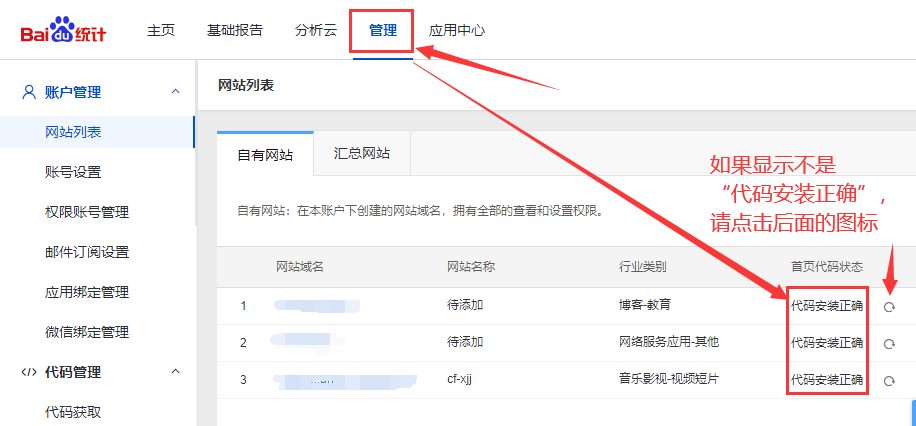 Baidu统计 主页 基础报告 分析云 管理 应用中心
账户管理
网站列表
账号设置
权限账号管理
邮件订阅设置
应用绑定管理
微信绑定管理
代码管理
代码获取
网站列表
自有网站 汇总网站
如果显示不是
“代码安装正确”,
请点击后面的图标
自有网站：在本账户下创建的网站域名，拥有全部的查看和设置权限。
网站域名 网站名称 行业类别 首页代码状态
1 待添加 博客-教育 代码安装正确
2 待添加 网络服务应用-其他 代码安装正确
3 cf-xjj 音乐影视-视频短片 代码安装正确